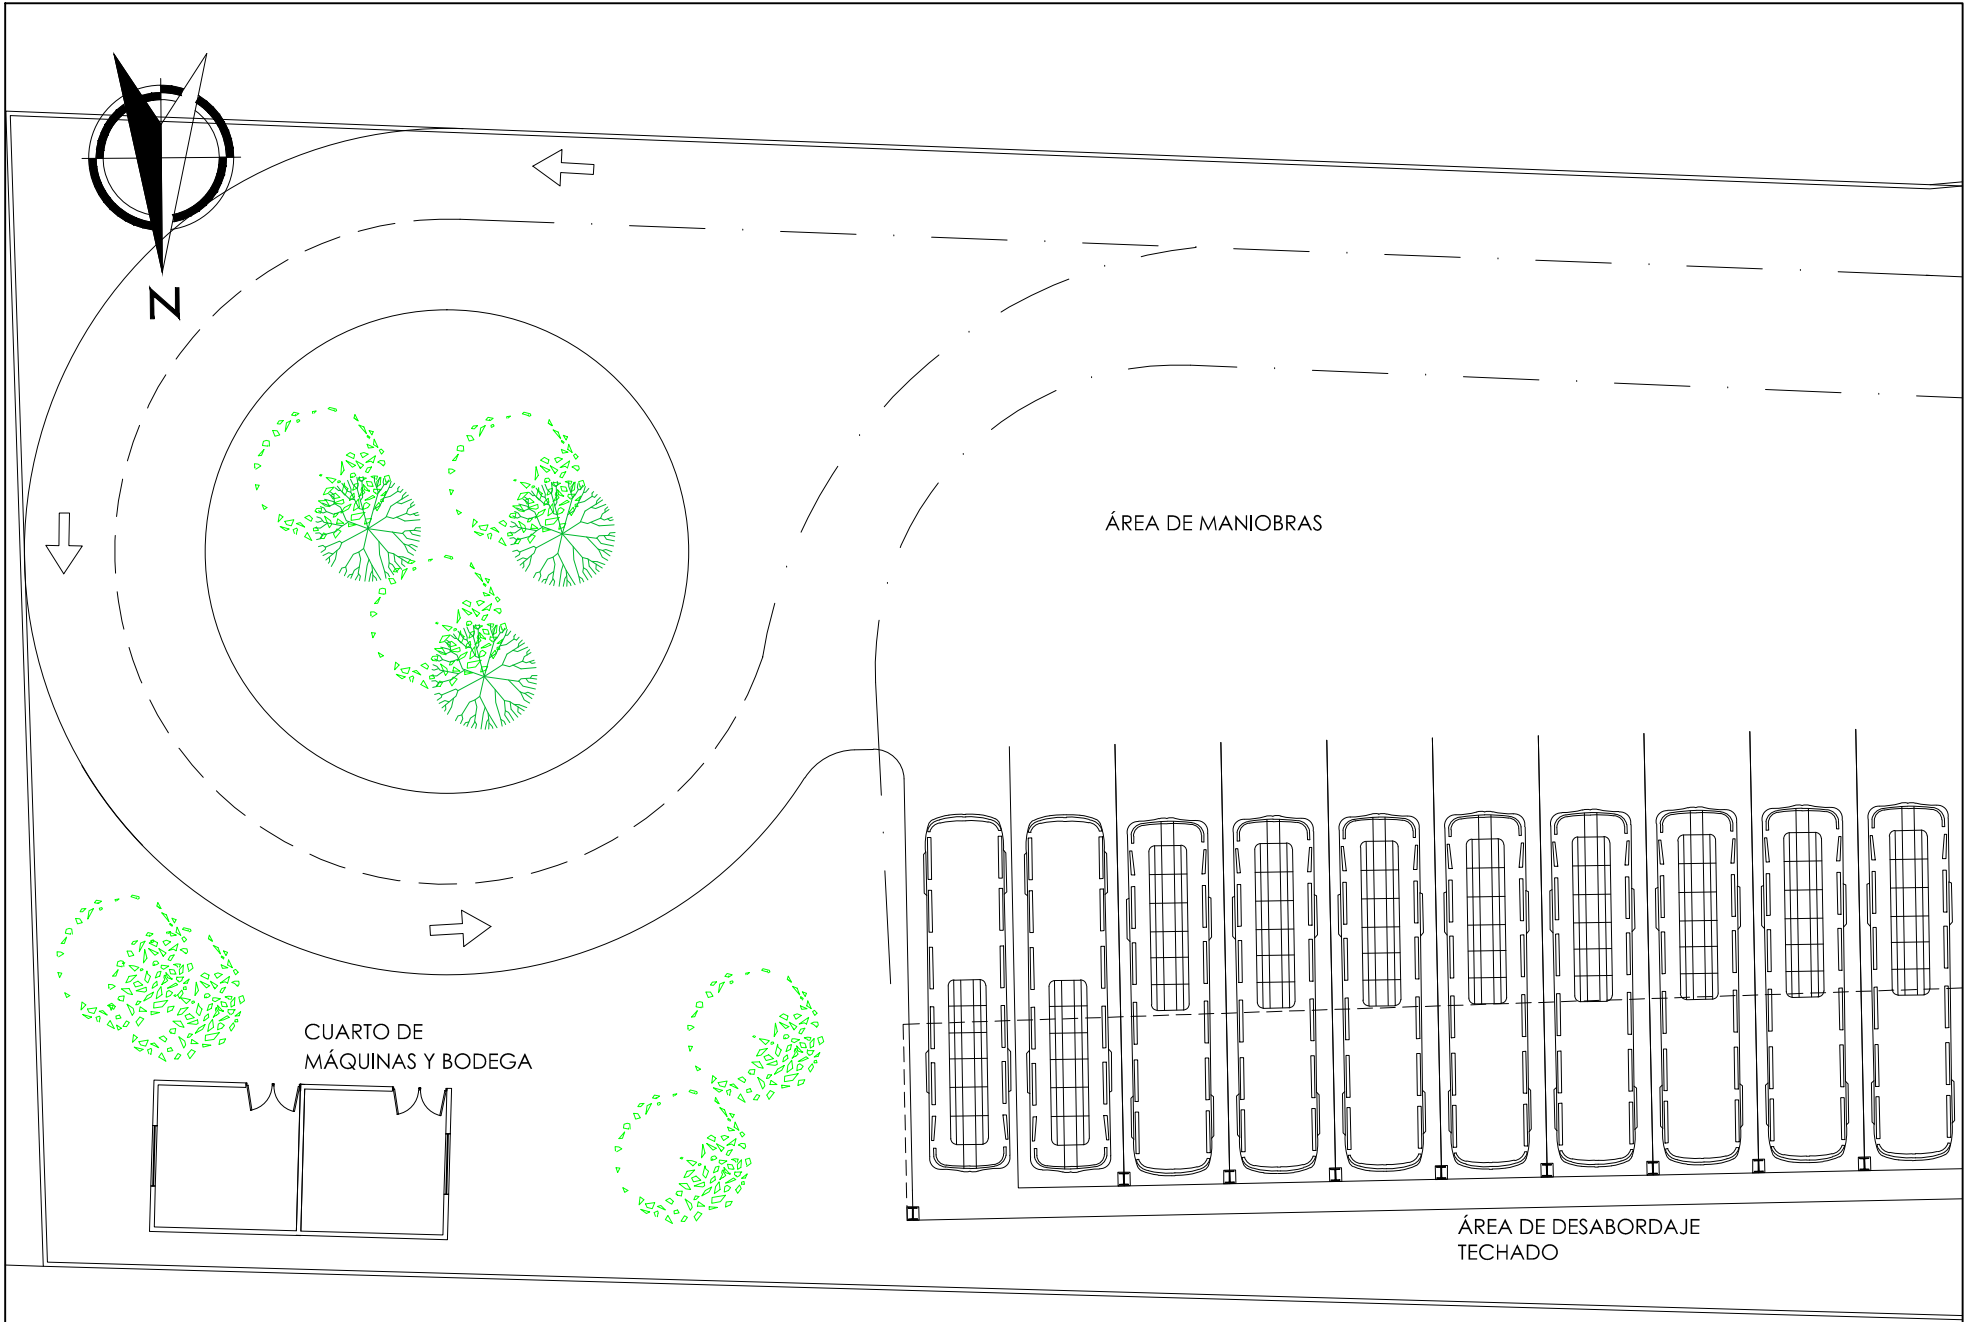 N
ÁREA DE MANIOBRAS
CUARTO DE
MÁQUINAS Y BODEGA
ÁREA DE DESABORDAJE
TECHADO